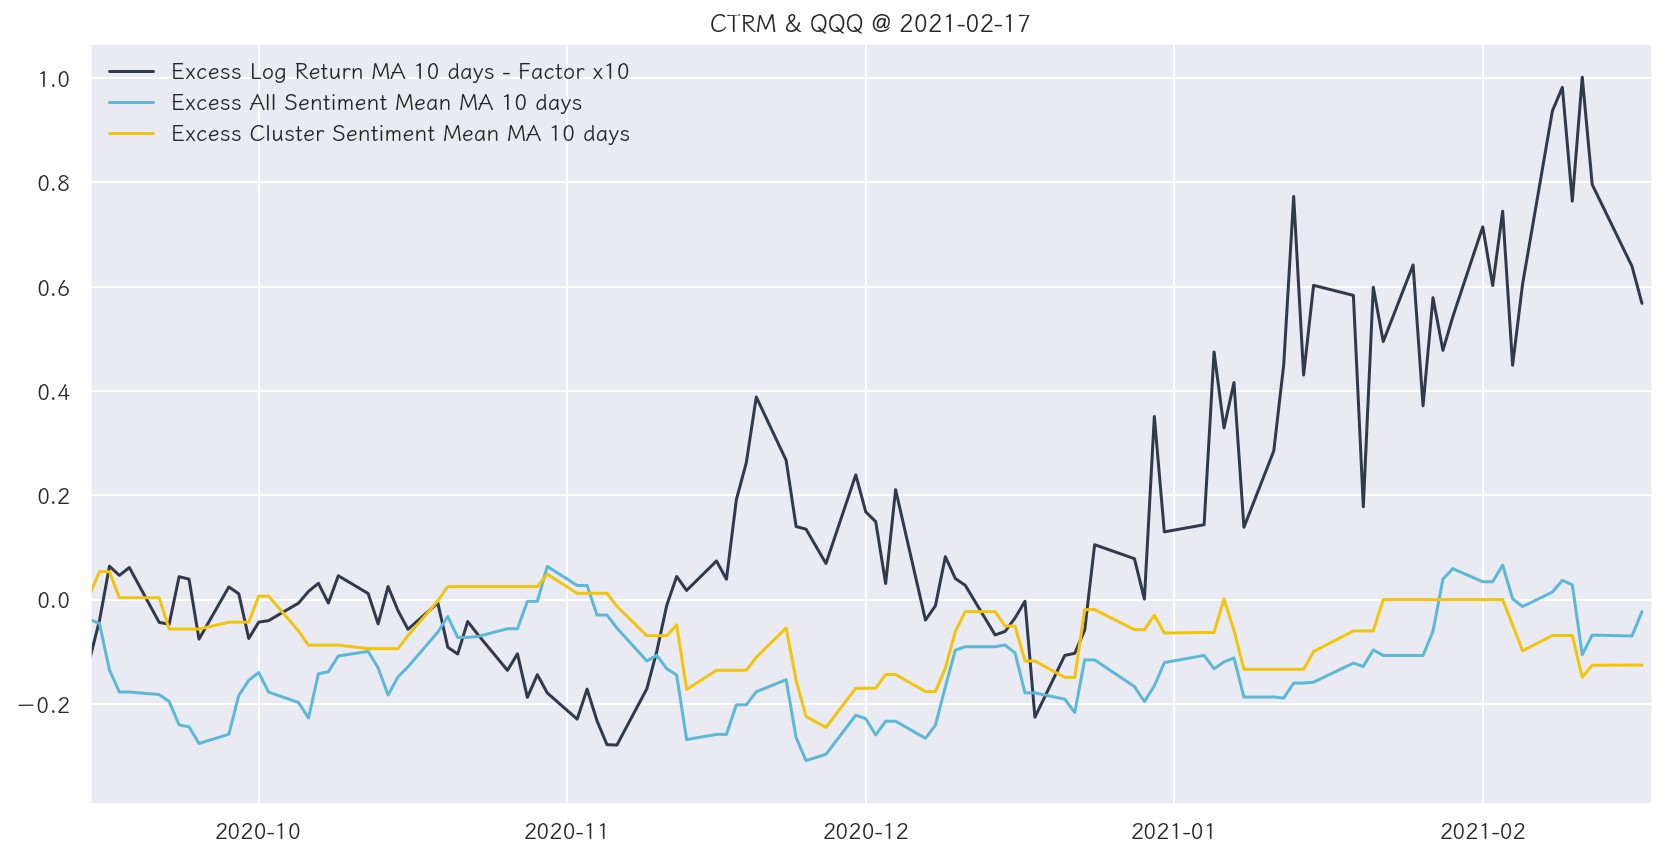 CTRM & QQQ @ 2021-02-17
Excess Log Return MA 10 days - Factor x10
Excess All Sentiment Mean MA 10 days
Excess Cluster Sentiment Mean MA 10 days
1.0
0.8
0.6
0.4
0.2
0.0
−0.2
2020-10 2020-11 2020-12 2021-01 2021-02